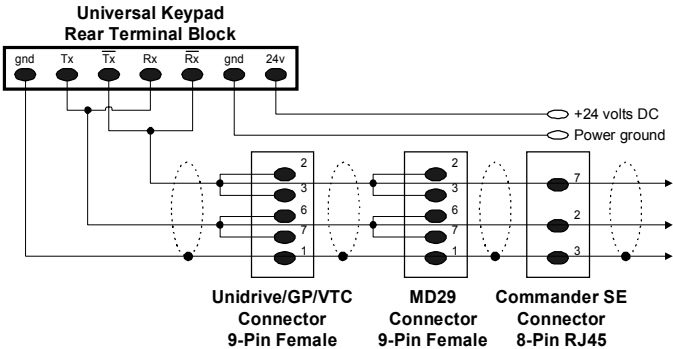 Universal Keypad
Rear Terminal Block
gnd Tx T̅x̅ Rx R̅x̅ gnd 24v
+24 volts DC
Power ground
2 2
3 3 7
6 6 2
7 7
1 1 3
Unidrive/GP/VTC MD29 Commander SE
Connector Connector Connector
9-Pin Female 9-Pin Female 8-Pin RJ45